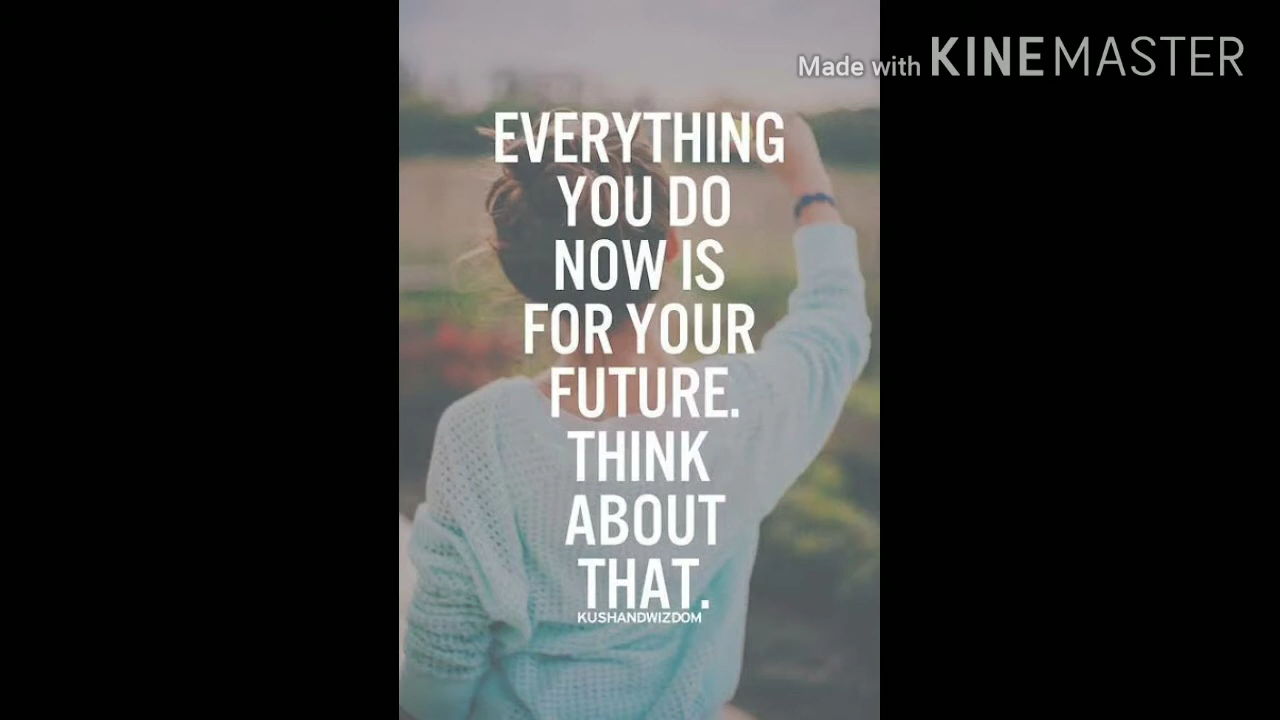 Made with KINEMASTER
EVERYTHING
YOU DO
NOW IS
FOR YOUR
FUTURE.
THINK
ABOUT
THAT.
KUSHANDWIZDOM